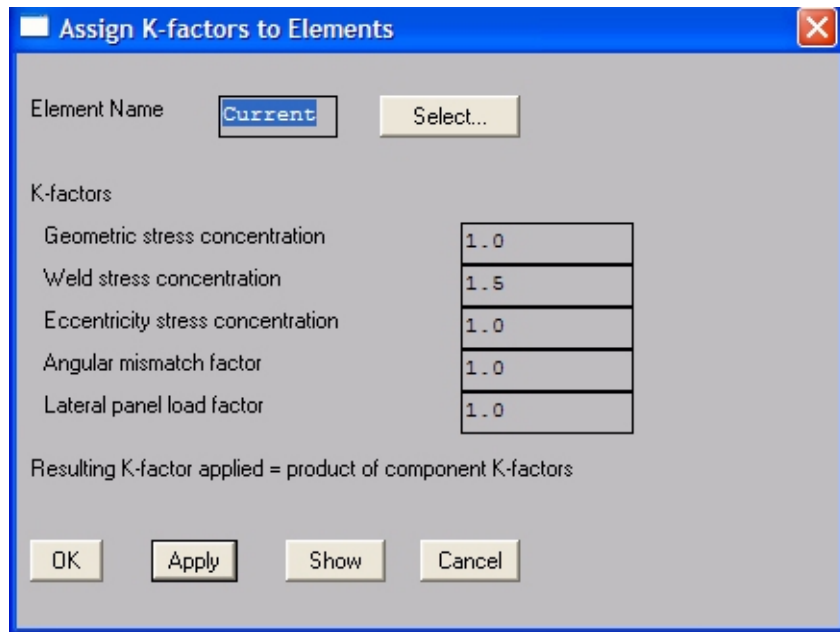 Assign K-factors to Elements
Element Name Current Select...
K-factors
Geometric stress concentration 1.0
Weld stress concentration 1.5
Eccentricity stress concentration 1.0
Angular mismatch factor 1.0
Lateral panel load factor 1.0
Resulting K-factor applied = product of component K-factors
OK Apply Show Cancel